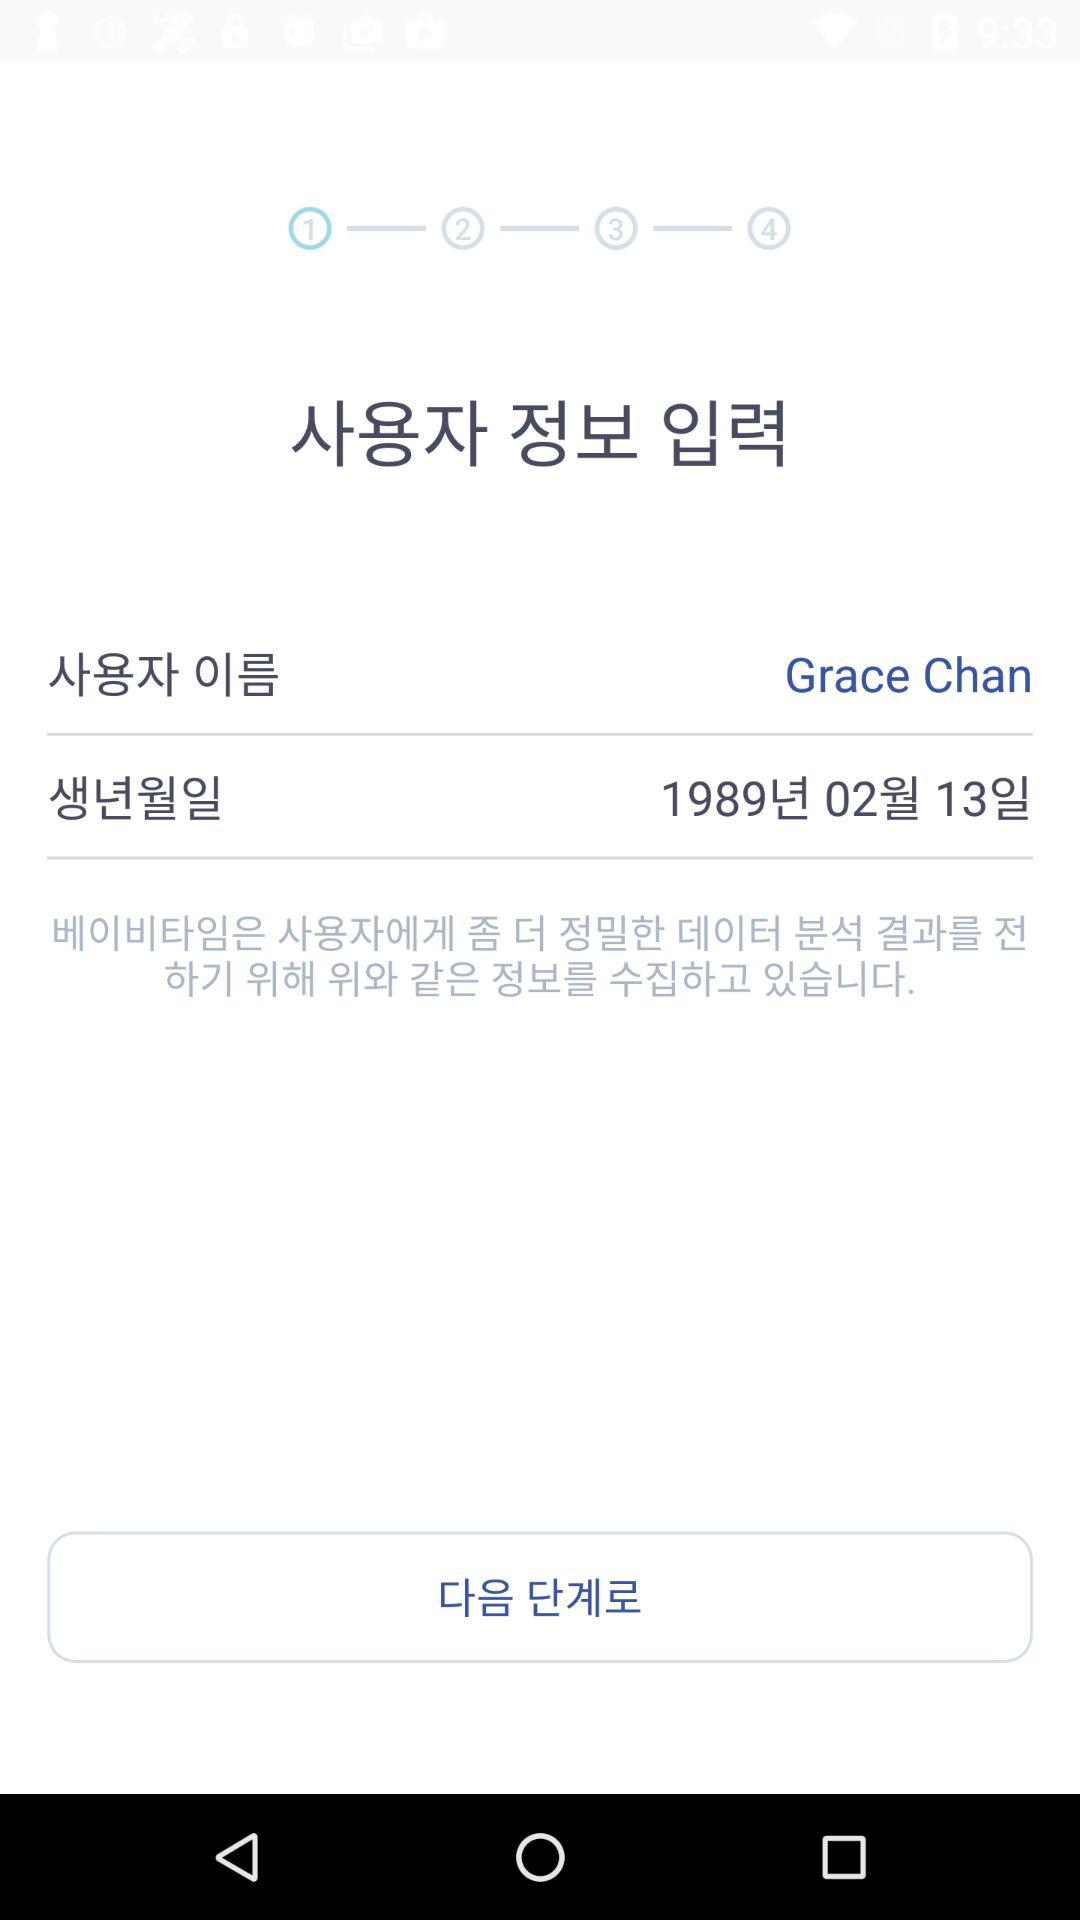 9:33
1 2 3 4
사용자 정보 입력
사용자 이름 Grace Chan
생년월일 1989년 02월 13일
베이비타임은 사용자에게 좀 더 정밀한 데이터 분석 결과를 전
하기 위해 위와 같은 정보를 수집하고 있습니다.
다음 단계로